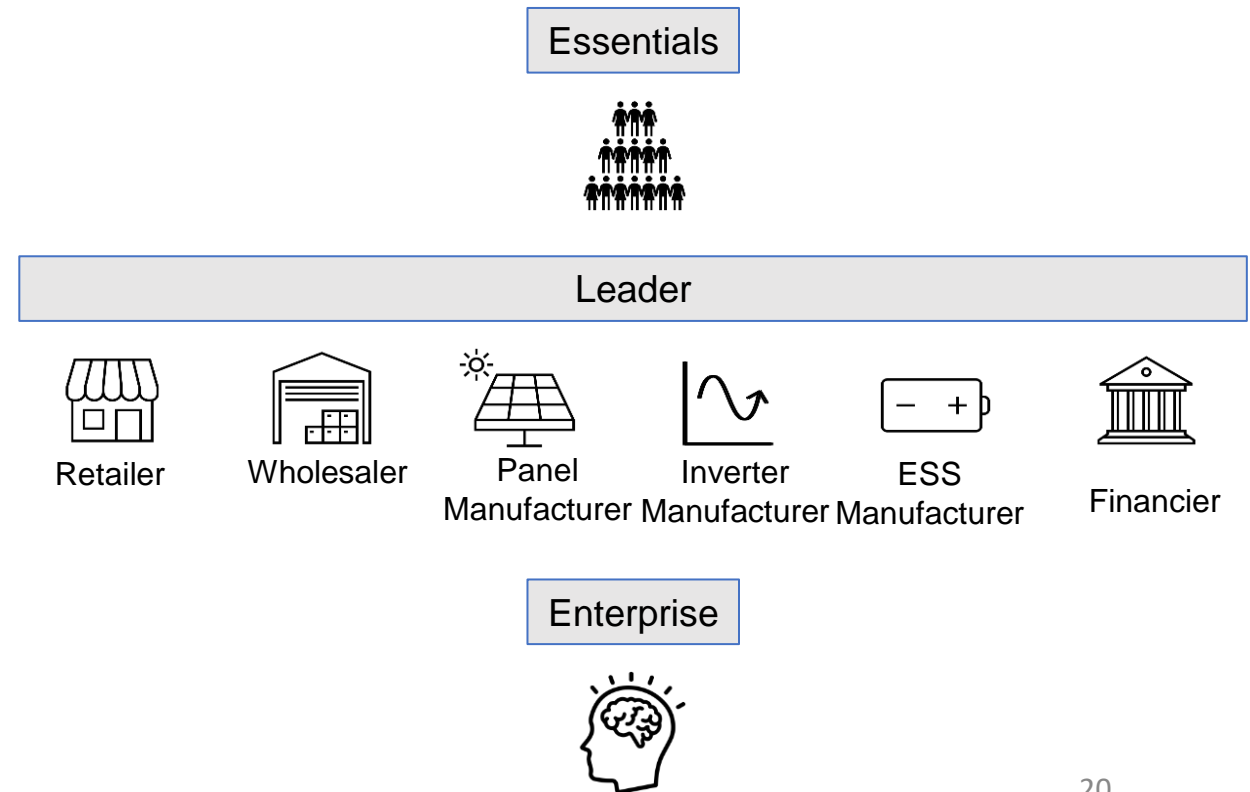 Essentials
Leader
Retailer
Wholesaler
Panel
Manufacturer
Inverter
Manufacturer
ESS
Manufacturer
Financier
Enterprise
20